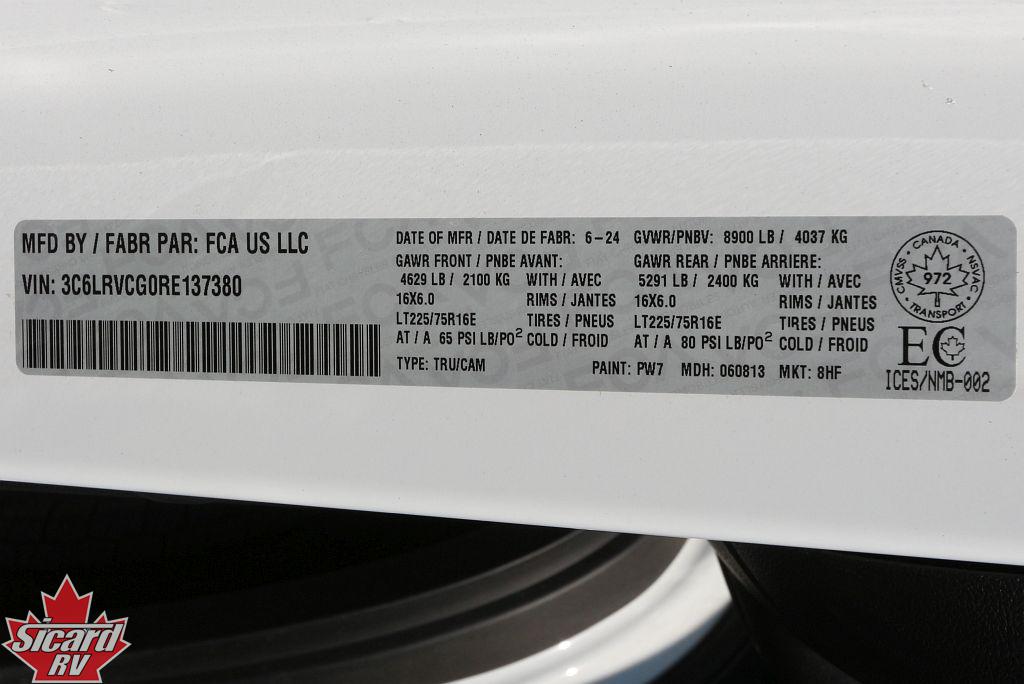 MFD BY / FABR PAR: FCA US LLC
VIN: 3C6LRVCG0RE137380
DATE OF MFR / DATE DE FABR: 6-24 GVWR/PNBV: 8900 LB / 4037 KG
GAWR FRONT / PNBE AVANT: GAWR REAR / PNBE ARRIERE:
4629 LB / 2100 KG WITH / AVEC 5291 LB / 2400 KG WITH / AVEC
16X6.0 RIMS / JANTES 16X6.0 RIMS / JANTES
LT225/75R16E TIRES / PNEUS LT225/75R16E TIRES / PNEUS
AT / A 65 PSI LB/PO² COLD / FROID AT / A 80 PSI LB/PO² COLD / FROID
TYPE: TRU/CAM PAINT: PW7 MDH: 060813 MKT: 8HF
CANADA
CMVSS 972 NSVAC
TRANSPORT
EC
ICES/NMB-002
Sicard
RV